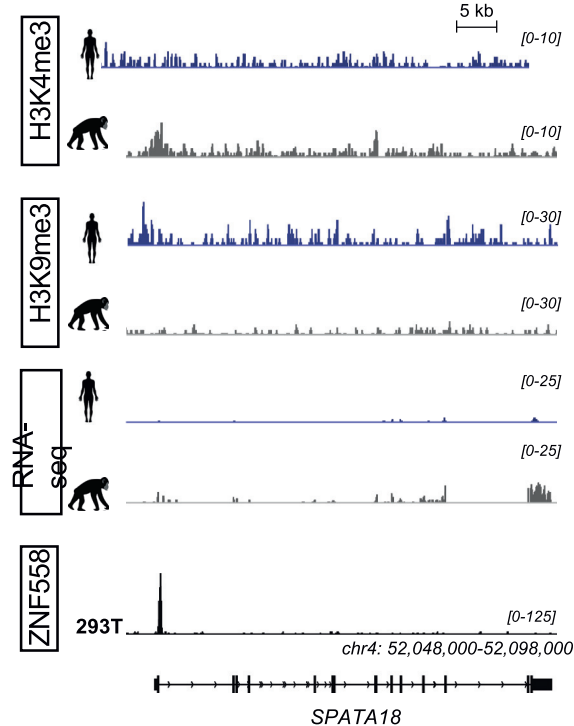 5 kb
H3K4me3
[0-10]
[0-10]
H3K9me3
[0-30]
[0-30]
RNA-
seq
[0-25]
[0-25]
ZNF558
293T
[0-125]
chr4: 52,048,000-52,098,000
SPATA18